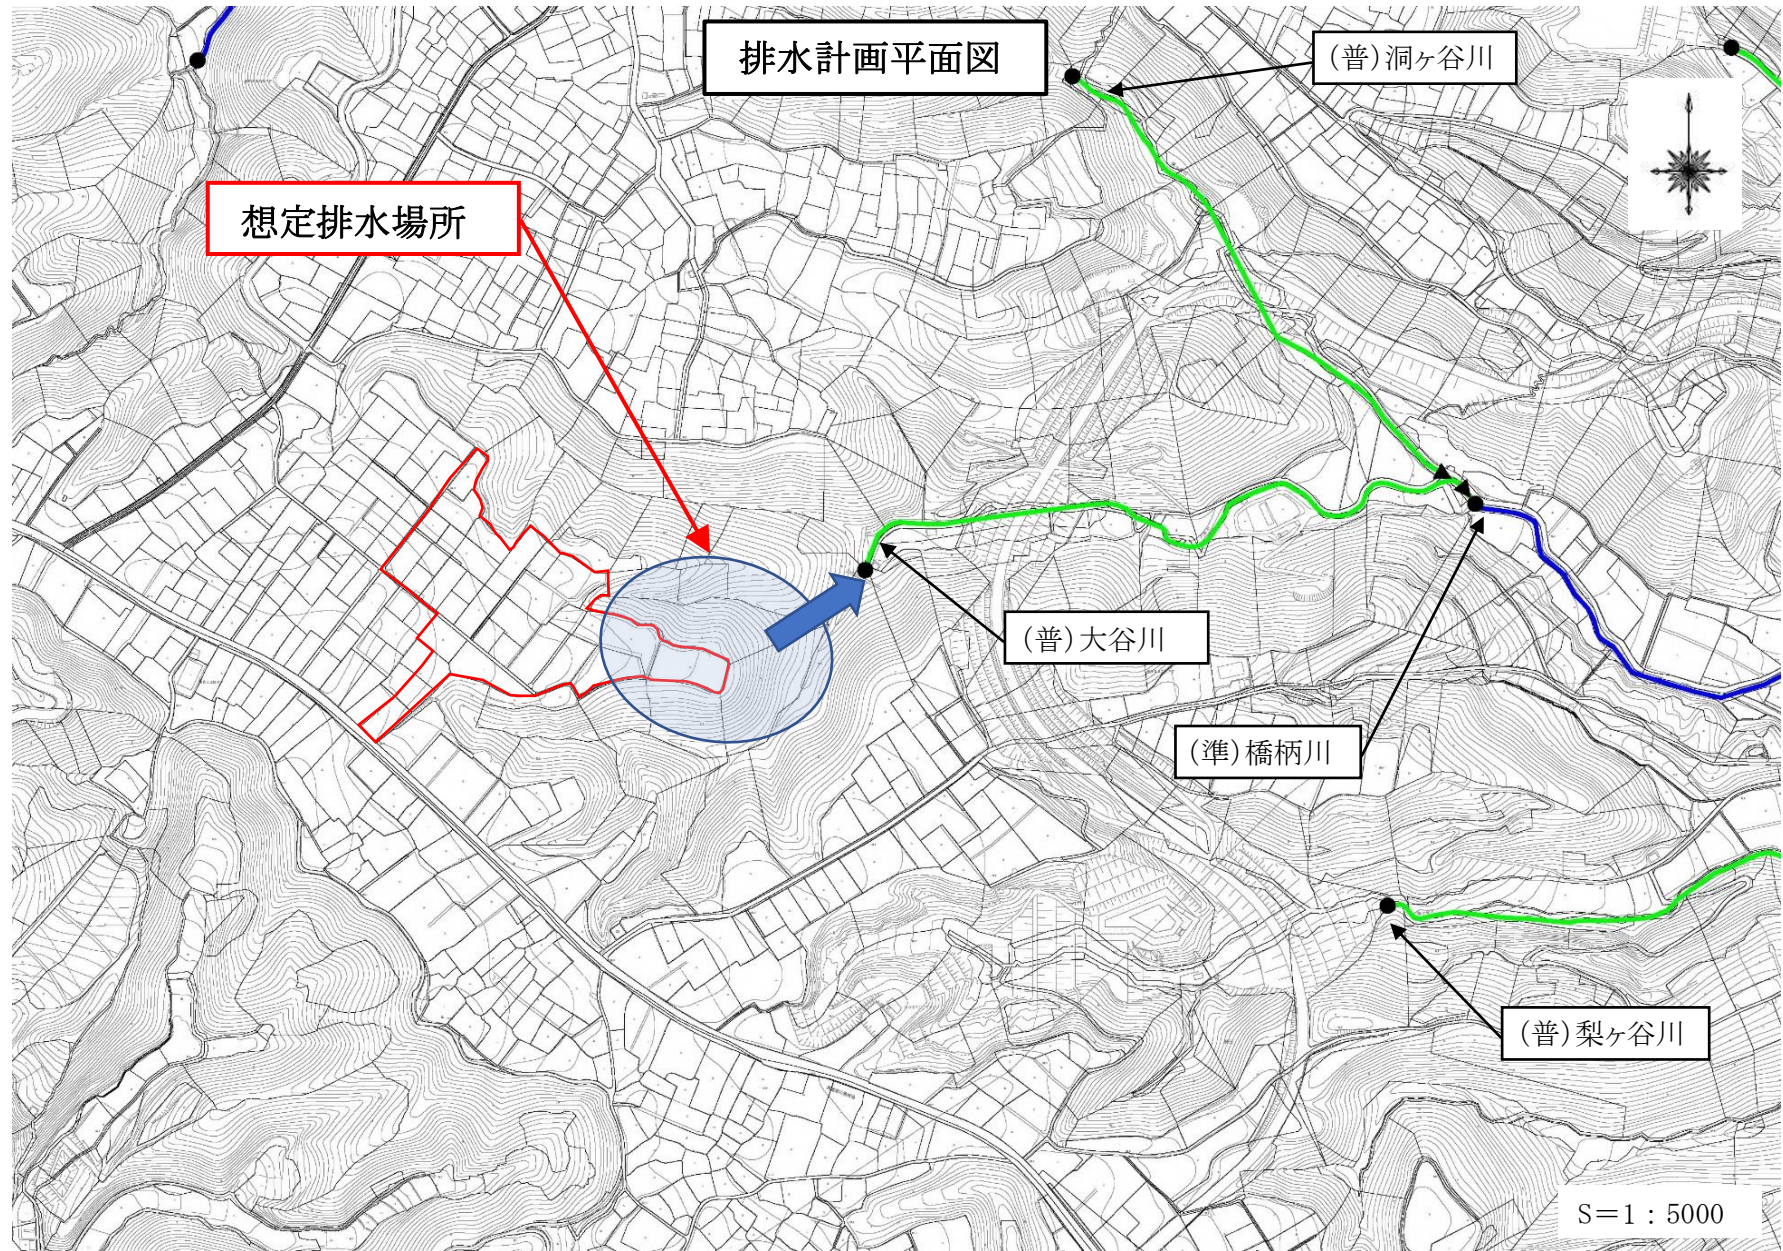 排水計画平面図
(普)洞ヶ谷川
想定排水場所
(普)大谷川
(準)橋柄川
(普)梨ヶ谷川
S=1:5000